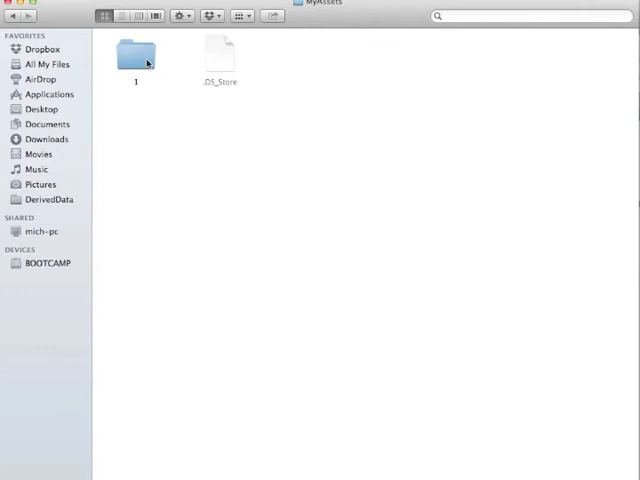 MyAssets
FAVORITES
Dropbox
All My Files
AirDrop
Applications
Desktop
Documents
Downloads
Movies
Music
Pictures
DerivedData
SHARED
mich-pc
DEVICES
BOOTCAMP
1
.DS_Store